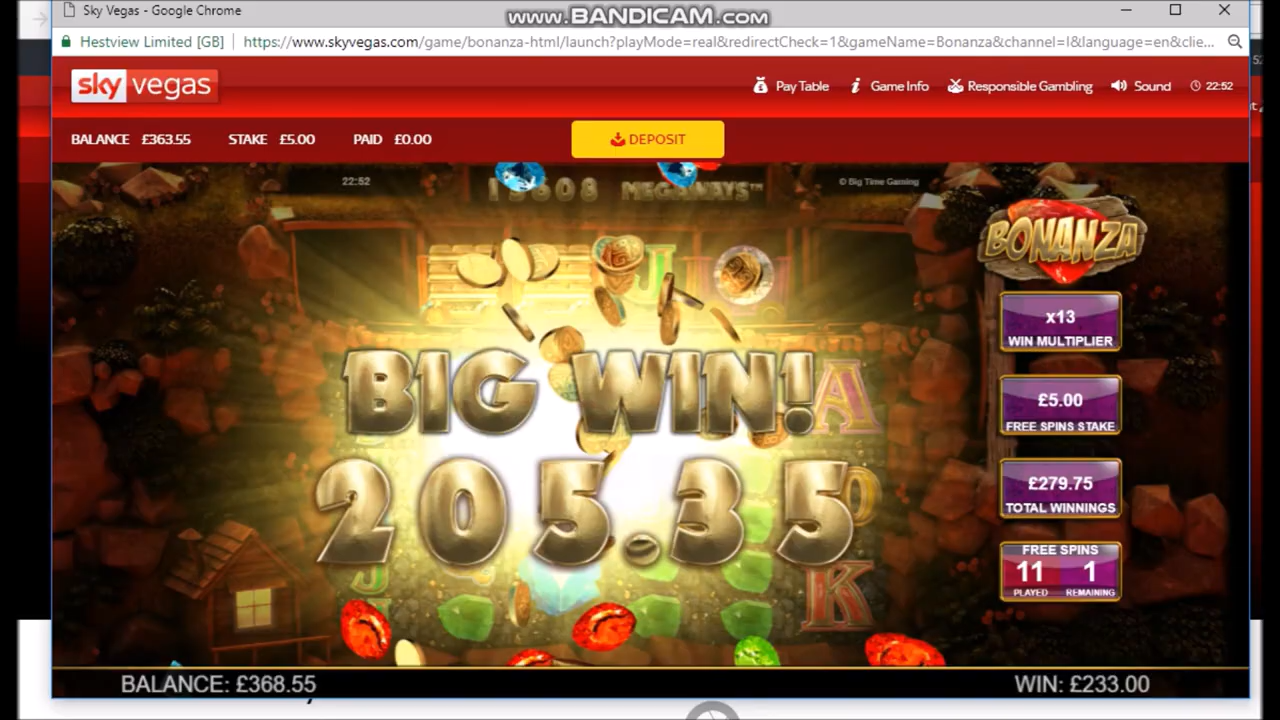 Sky Vegas - Google Chrome
www.BANDICAM.com
Hestview Limited [GB]
https://www.skyvegas.com/game/bonanza-html/launch?playMode=real&redirectCheck=1&gameName=Bonanza&channel=I&language=en&clie...
sky vegas
Pay Table
Game Info
Responsible Gambling
Sound
22:52
BALANCE £363.55
STAKE £5.00
PAID £0.00
DEPOSIT
22:52
MEGAWAYS™
© Big Time Gaming
BONANZA
J
x13
WIN MULTIPLIER
BIG WIN!
A
£5.00
FREE SPINS STAKE
205.35
£279.75
TOTAL WINNINGS
J
K
FREE SPINS
11 1
PLAYED REMAINING
BALANCE: £368.55
WIN: £233.00